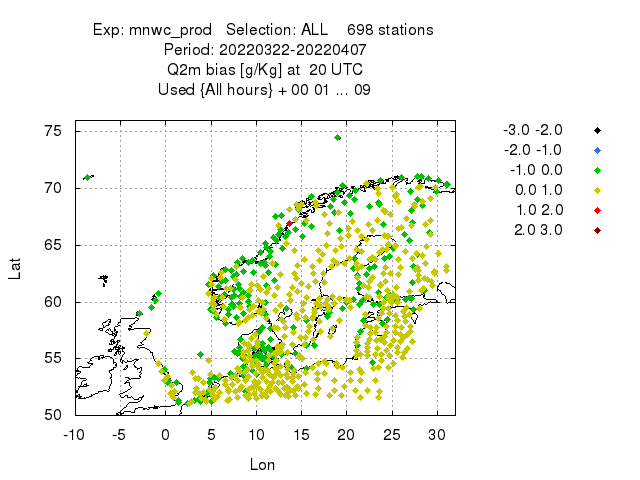 Exp: mnwc_prod Selection: ALL 698 stations
Period: 20220322-20220407
Q2m bias [g/Kg] at 20 UTC
Used {All hours} + 00 01 ... 09
75
70
65
60
55
50
Lat
-10 -5 0 5 10 15 20 25 30
Lon
-3.0 -2.0
-2.0 -1.0
-1.0 0.0
0.0 1.0
1.0 2.0
2.0 3.0